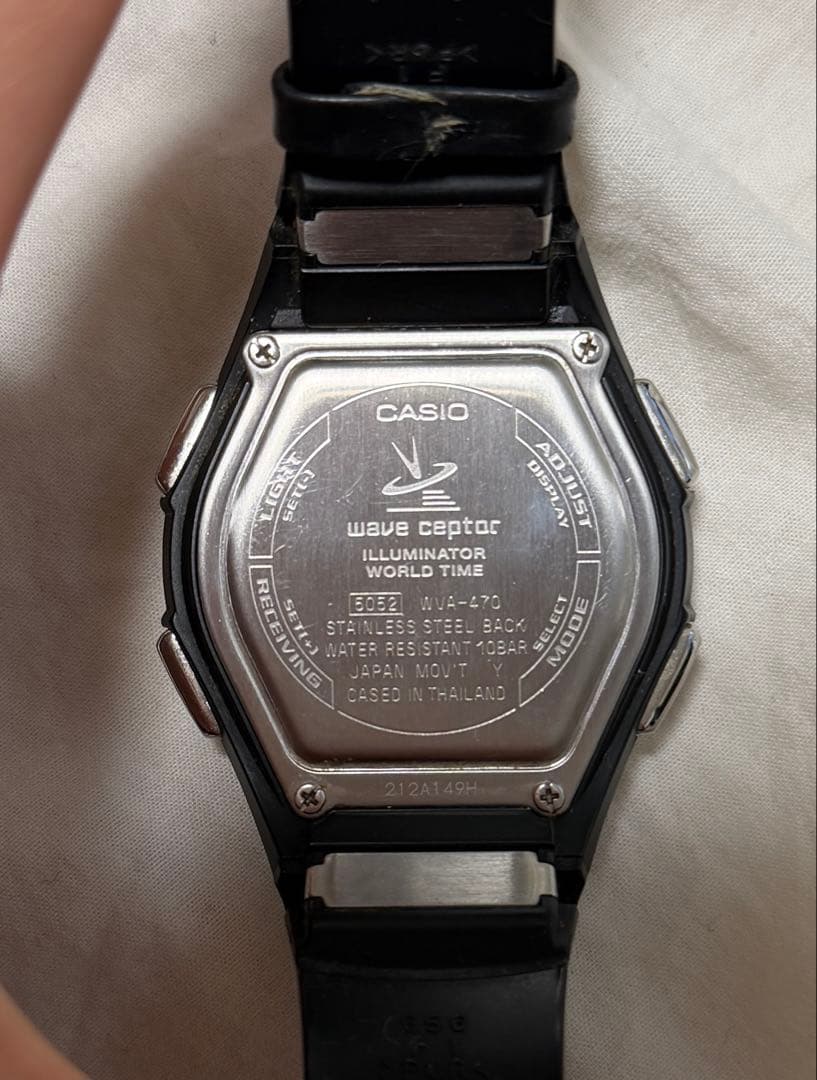 CASIO
wave ceptor
ILLUMINATOR
WORLD TIME
5052 WVA-470
STAINLESS STEEL BACK
WATER RESISTANT 10BAR
JAPAN MOV'T Y
CASED IN THAILAND
LIGHT
SET(-)
ADJUST
DISPLAY
RECEIVING
SET(+)
SELECT
MODE
212A149H